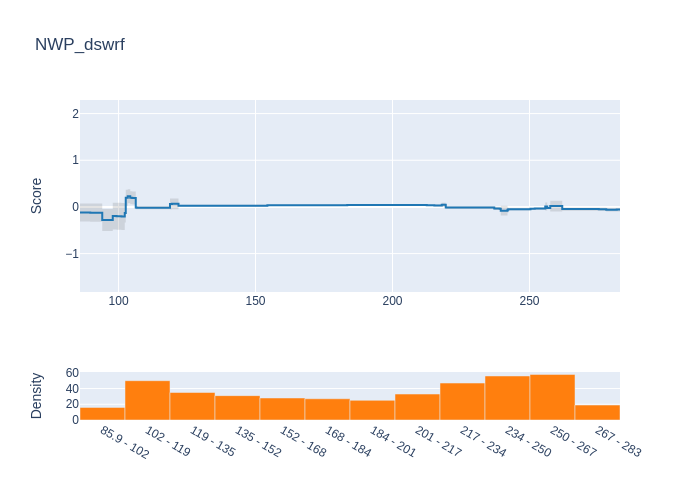 NWP_dswrf
Score
2
1
0
−1
100
150
200
250
Density
60
40
20
0
85.9 - 102
102 - 119
119 - 135
135 - 152
152 - 168
168 - 184
184 - 201
201 - 217
217 - 234
234 - 250
250 - 267
267 - 283